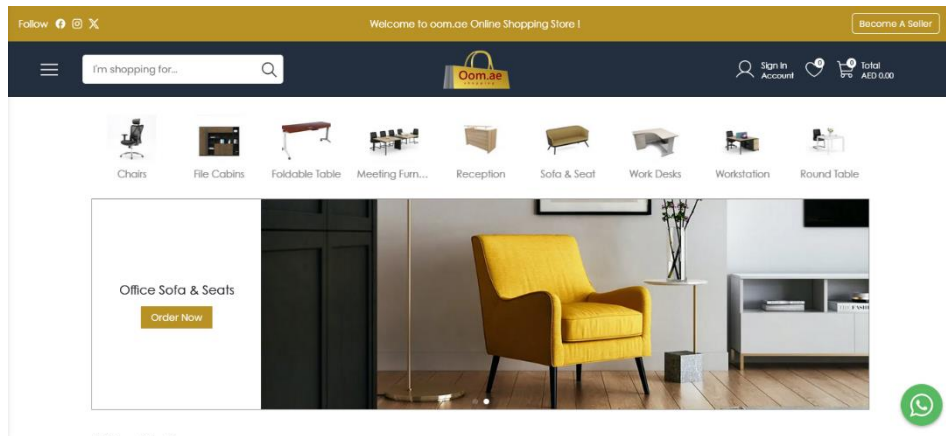 Follow
Welcome to oom.ae Online Shopping Store !
Become A Seller
I'm shopping for...
Oom.ae
Sign In
Account
0
0
Total
AED 0.00
Chairs
File Cabins
Foldable Table
Meeting Furn...
Reception
Sofa & Seat
Work Desks
Workstation
Round Table
Office Sofa & Seats
Order Now